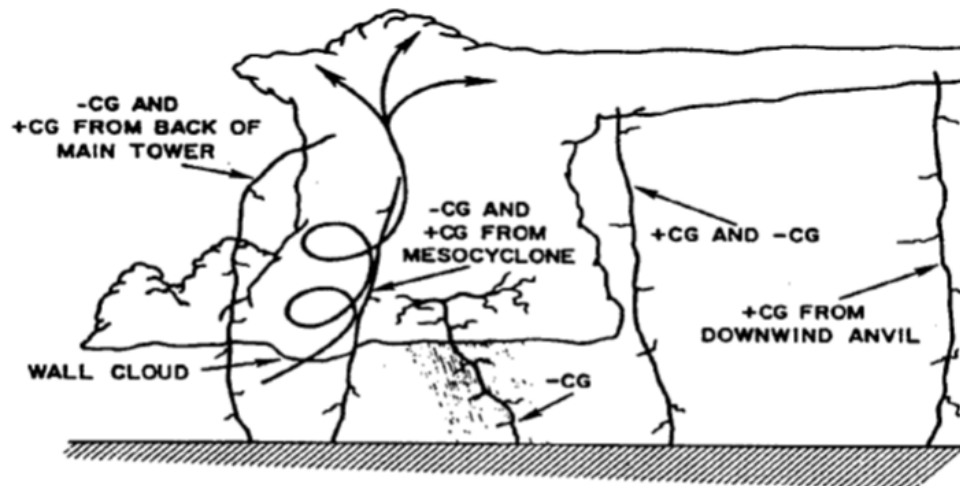 -CG AND
+CG FROM BACK OF
MAIN TOWER
-CG AND
+CG FROM
MESOCYCLONE
+CG AND -CG
+CG FROM
DOWNWIND ANVIL
WALL CLOUD
-CG